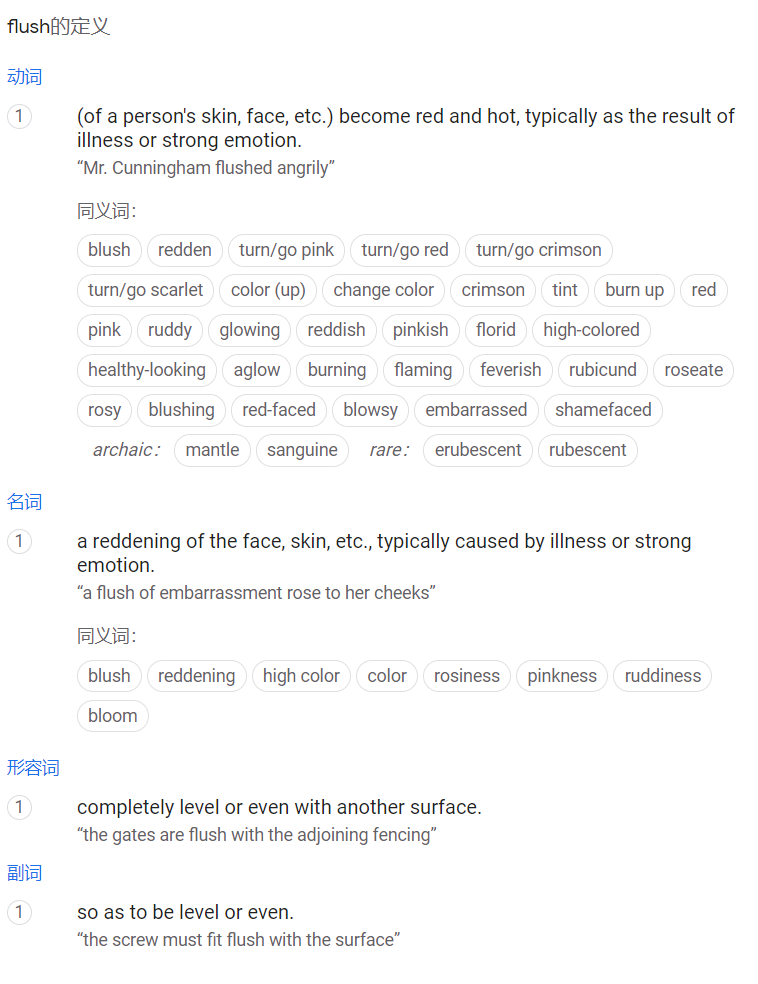 flush的定义
动词
1 (of a person's skin, face, etc.) become red and hot, typically as the result of
illness or strong emotion.
“Mr. Cunningham flushed angrily”
同义词：
blush redden turn/go pink turn/go red turn/go crimson
turn/go scarlet color (up) change color crimson tint burn up red
pink ruddy glowing reddish pinkish florid high-colored
healthy-looking aglow burning flaming feverish rubicund roseate
rosy blushing red-faced blowsy embarrassed shamefaced
archaic： mantle sanguine rare： erubescent rubescent
名词
1 a reddening of the face, skin, etc., typically caused by illness or strong
emotion.
“a flush of embarrassment rose to her cheeks”
同义词：
blush reddening high color color rosiness pinkness ruddiness
bloom
形容词
1 completely level or even with another surface.
“the gates are flush with the adjoining fencing”
副词
1 so as to be level or even.
“the screw must fit flush with the surface”